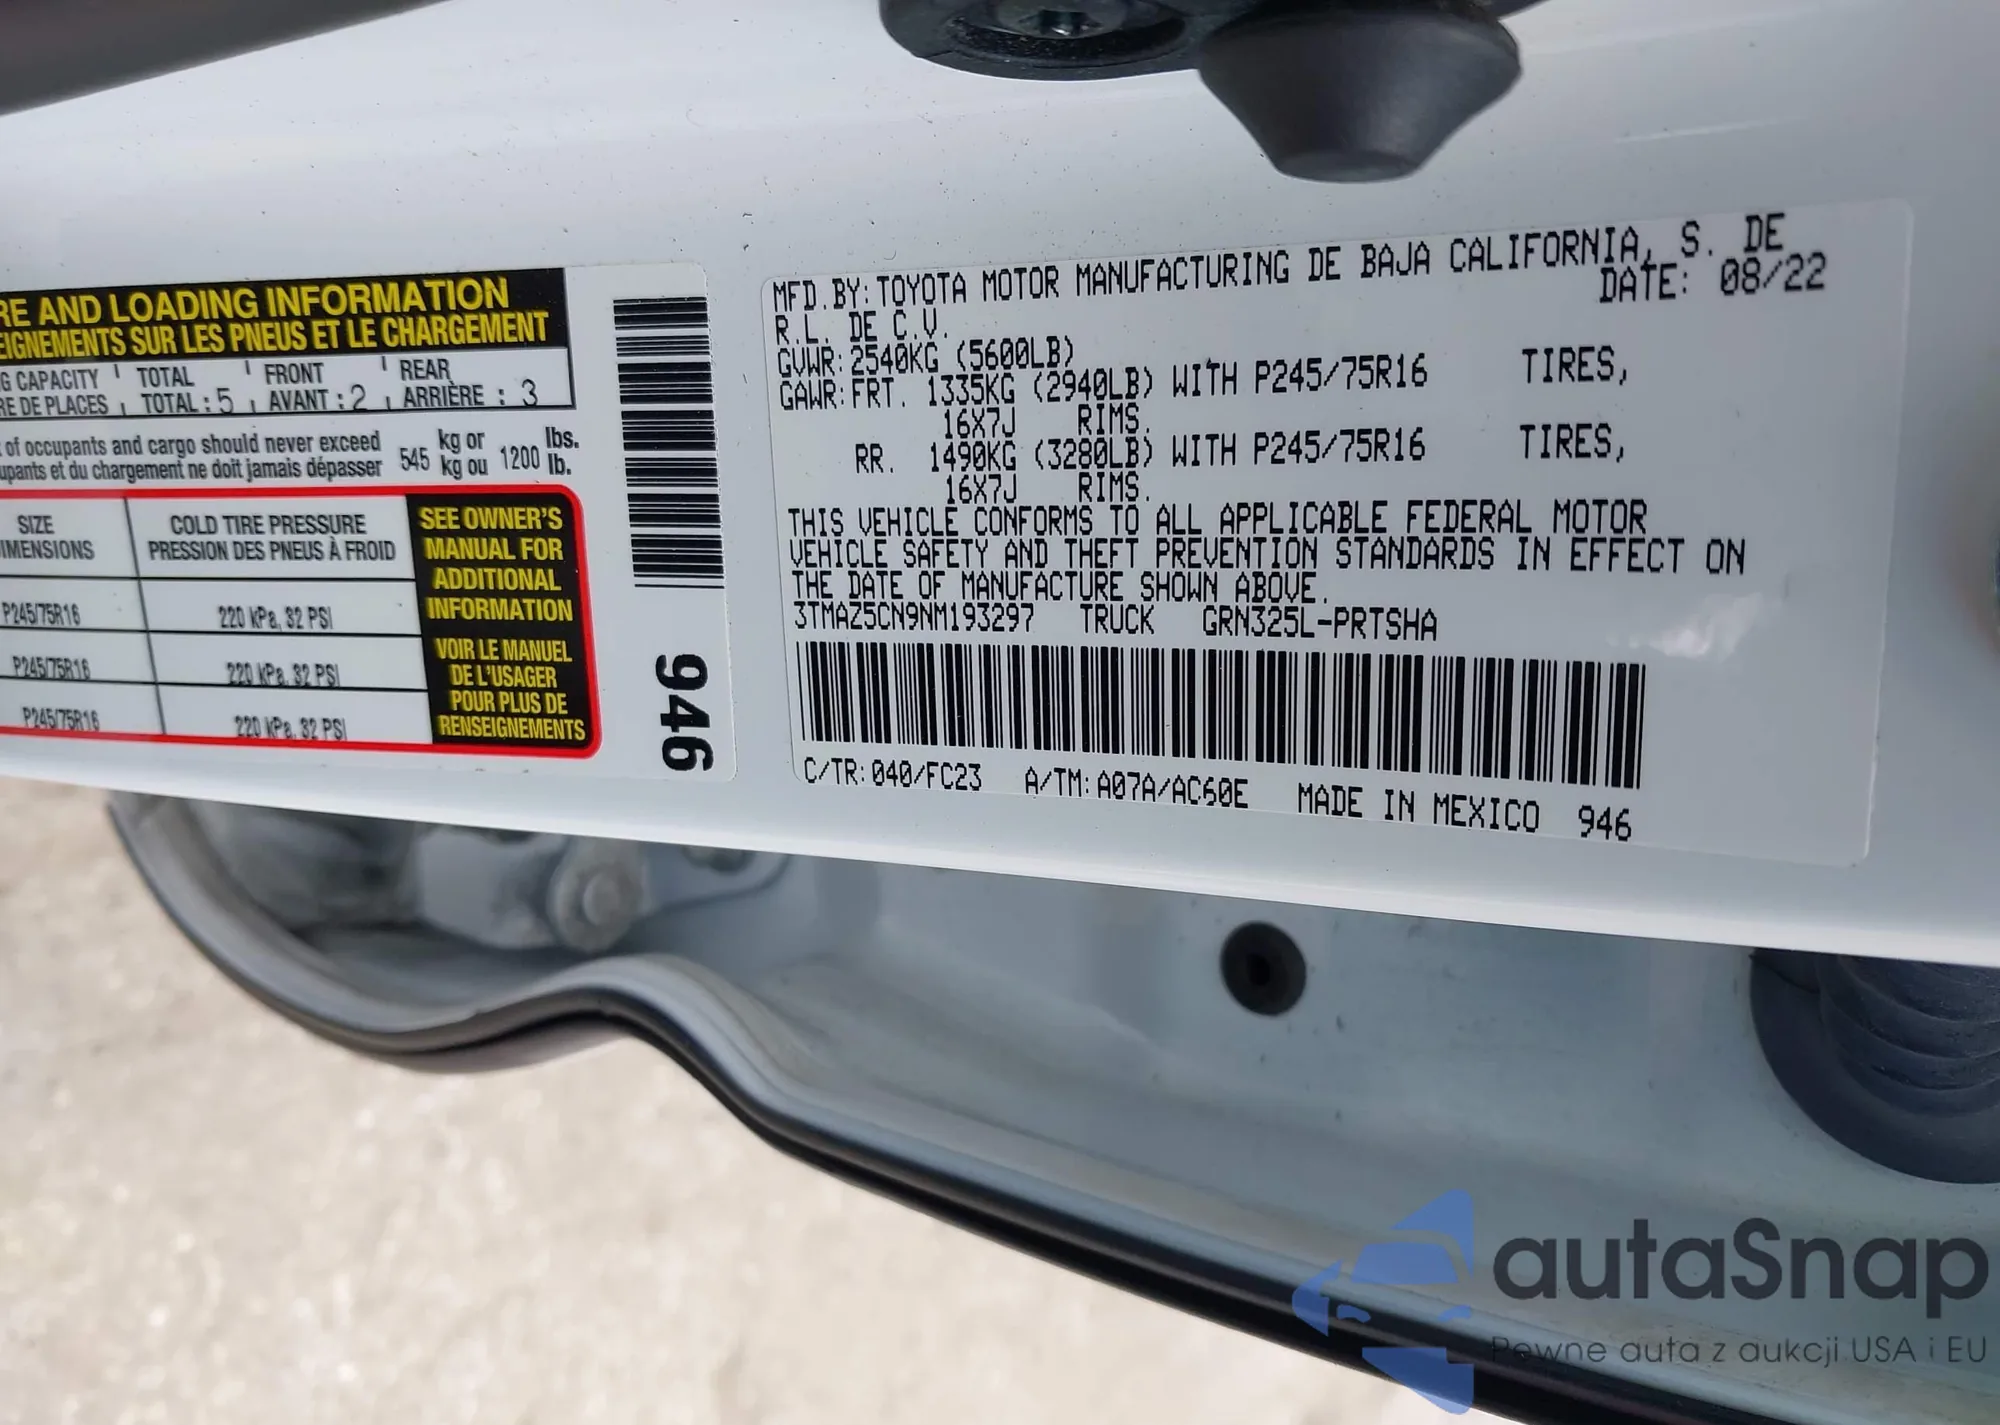 RE AND LOADING INFORMATION
EIGNEMENTS SUR LES PNEUS ET LE CHARGEMENT
G CAPACITY TOTAL FRONT REAR
RE DE PLACES TOTAL : 5 AVANT : 2 ARRIÈRE : 3
of occupants and cargo should never exceed 545 kg or 1200 lbs.
upants et du chargement ne doit jamais dépasser kg ou lb.
SIZE
IMENSIONS
COLD TIRE PRESSURE
PRESSION DES PNEUS À FROID
P245/75R16 220 kPa, 32 PSI
P245/75R16 220 kPa, 32 PSI
P245/75R16 220 kPa, 32 PSI
SEE OWNER'S
MANUAL FOR
ADDITIONAL
INFORMATION
VOIR LE MANUEL
DE L'USAGER
POUR PLUS DE
RENSEIGNEMENTS
946
MFD.BY:TOYOTA MOTOR MANUFACTURING DE BAJA CALIFORNIA, S. DE
R.L. DE C.V. DATE: 08/22
GVWR:2540KG (5600LB)
GAWR:FRT. 1335KG (2940LB) WITH P245/75R16 TIRES,
16X7J RIMS.
RR. 1490KG (3280LB) WITH P245/75R16 TIRES,
16X7J RIMS.
THIS VEHICLE CONFORMS TO ALL APPLICABLE FEDERAL MOTOR
VEHICLE SAFETY AND THEFT PREVENTION STANDARDS IN EFFECT ON
THE DATE OF MANUFACTURE SHOWN ABOVE.
3TMAZ5CN9NM193297 TRUCK GRN325L-PRTSHA
C/TR:040/FC23 A/TM:A07A/AC60E MADE IN MEXICO 946
autaSnap
Pewne auta z aukcji USA i EU